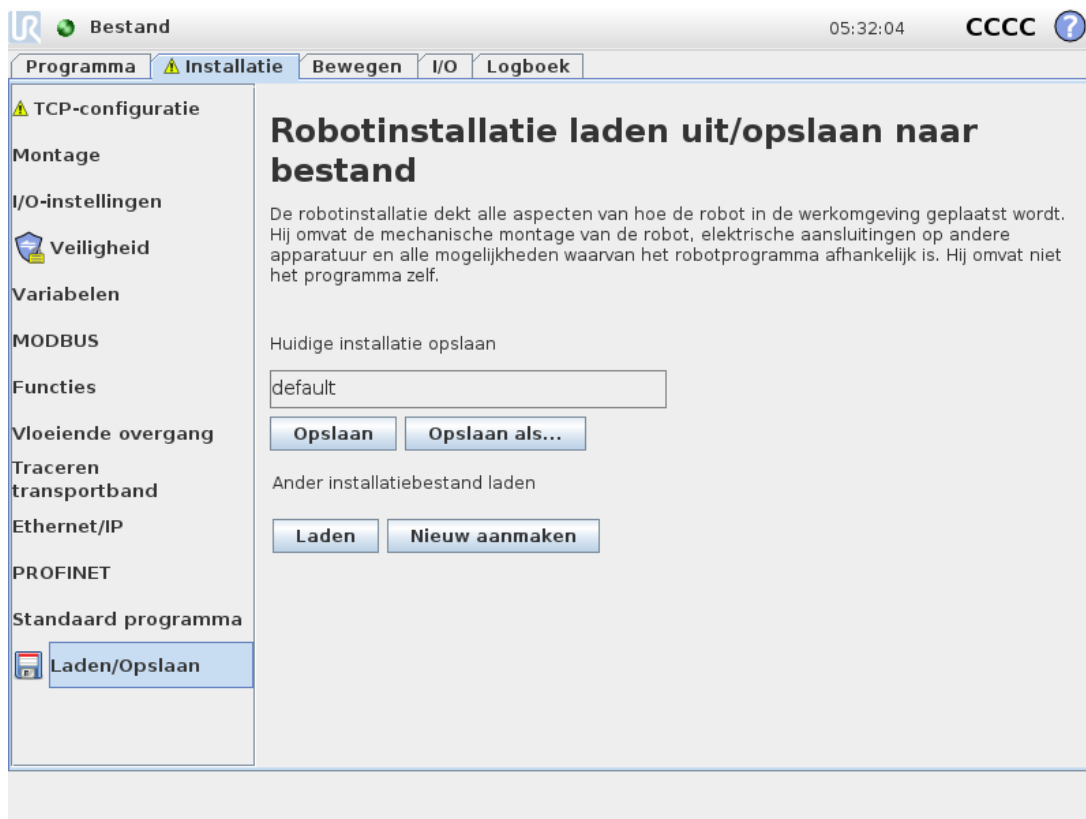 UR Bestand 05:32:04 CCCC ?
Programma Installatie Bewegen I/O Logboek
TCP-configuratie
Montage
I/O-instellingen
Veiligheid
Variabelen
MODBUS
Functies
Vloeiende overgang
Traceren
transportband
Ethernet/IP
PROFINET
Standaard programma
Laden/Opslaan
Robotinstallatie laden uit/opslaan naar
bestand
De robotinstallatie dekt alle aspecten van hoe de robot in de werkomgeving geplaatst wordt.
Hij omvat de mechanische montage van de robot, elektrische aansluitingen op andere
apparatuur en alle mogelijkheden waarvan het robotprogramma afhankelijk is. Hij omvat niet
het programma zelf.
Huidige installatie opslaan
default
Opslaan Opslaan als...
Ander installatiebestand laden
Laden Nieuw aanmaken